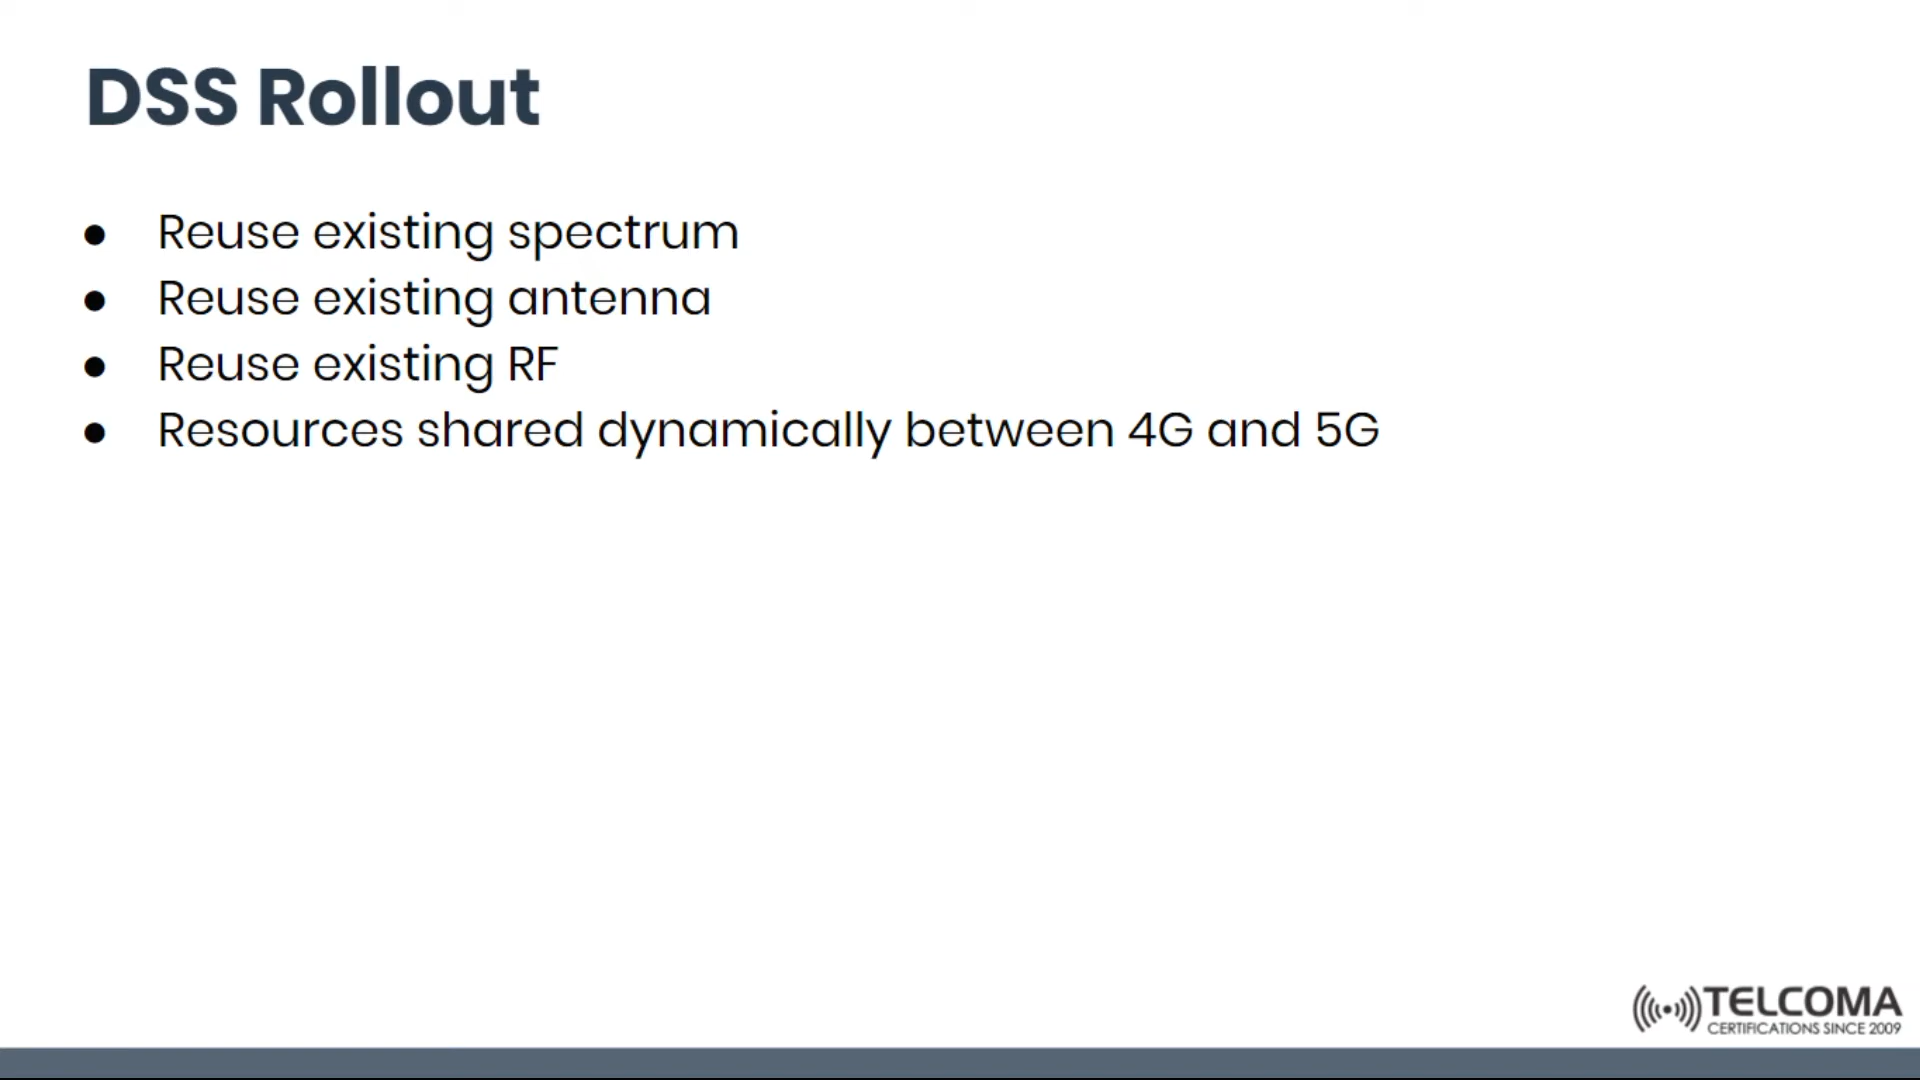 DSS Rollout
● Reuse existing spectrum
● Reuse existing antenna
● Reuse existing RF
● Resources shared dynamically between 4G and 5G
TELCOMA
CERTIFICATIONS SINCE 2009